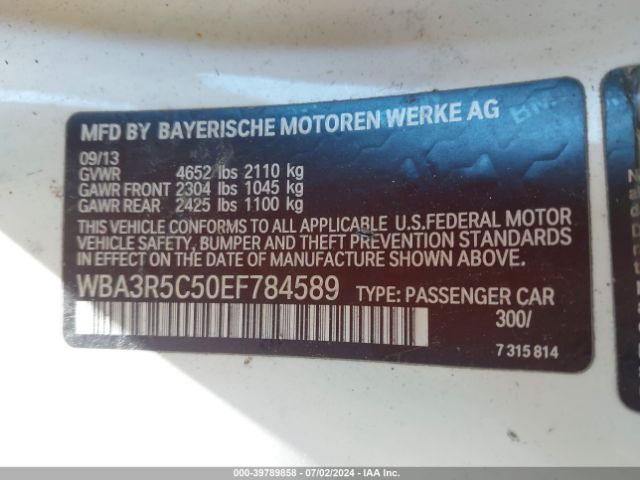 MFD BY BAYERISCHE MOTOREN WERKE AG
09/13
GVWR 4652 lbs 2110 kg
GAWR FRONT 2304 lbs 1045 kg
GAWR REAR 2425 lbs 1100 kg
THIS VEHICLE CONFORMS TO ALL APPLICABLE U.S.FEDERAL MOTOR
VEHICLE SAFETY, BUMPER AND THEFT PREVENTION STANDARDS
IN EFFECT ON THE DATE OF MANUFACTURE SHOWN ABOVE.
WBA3R5C50EF784589 TYPE: PASSENGER CAR
300/
7 315 814
000-39789858 - 07/02/2024 - IAAI.COM